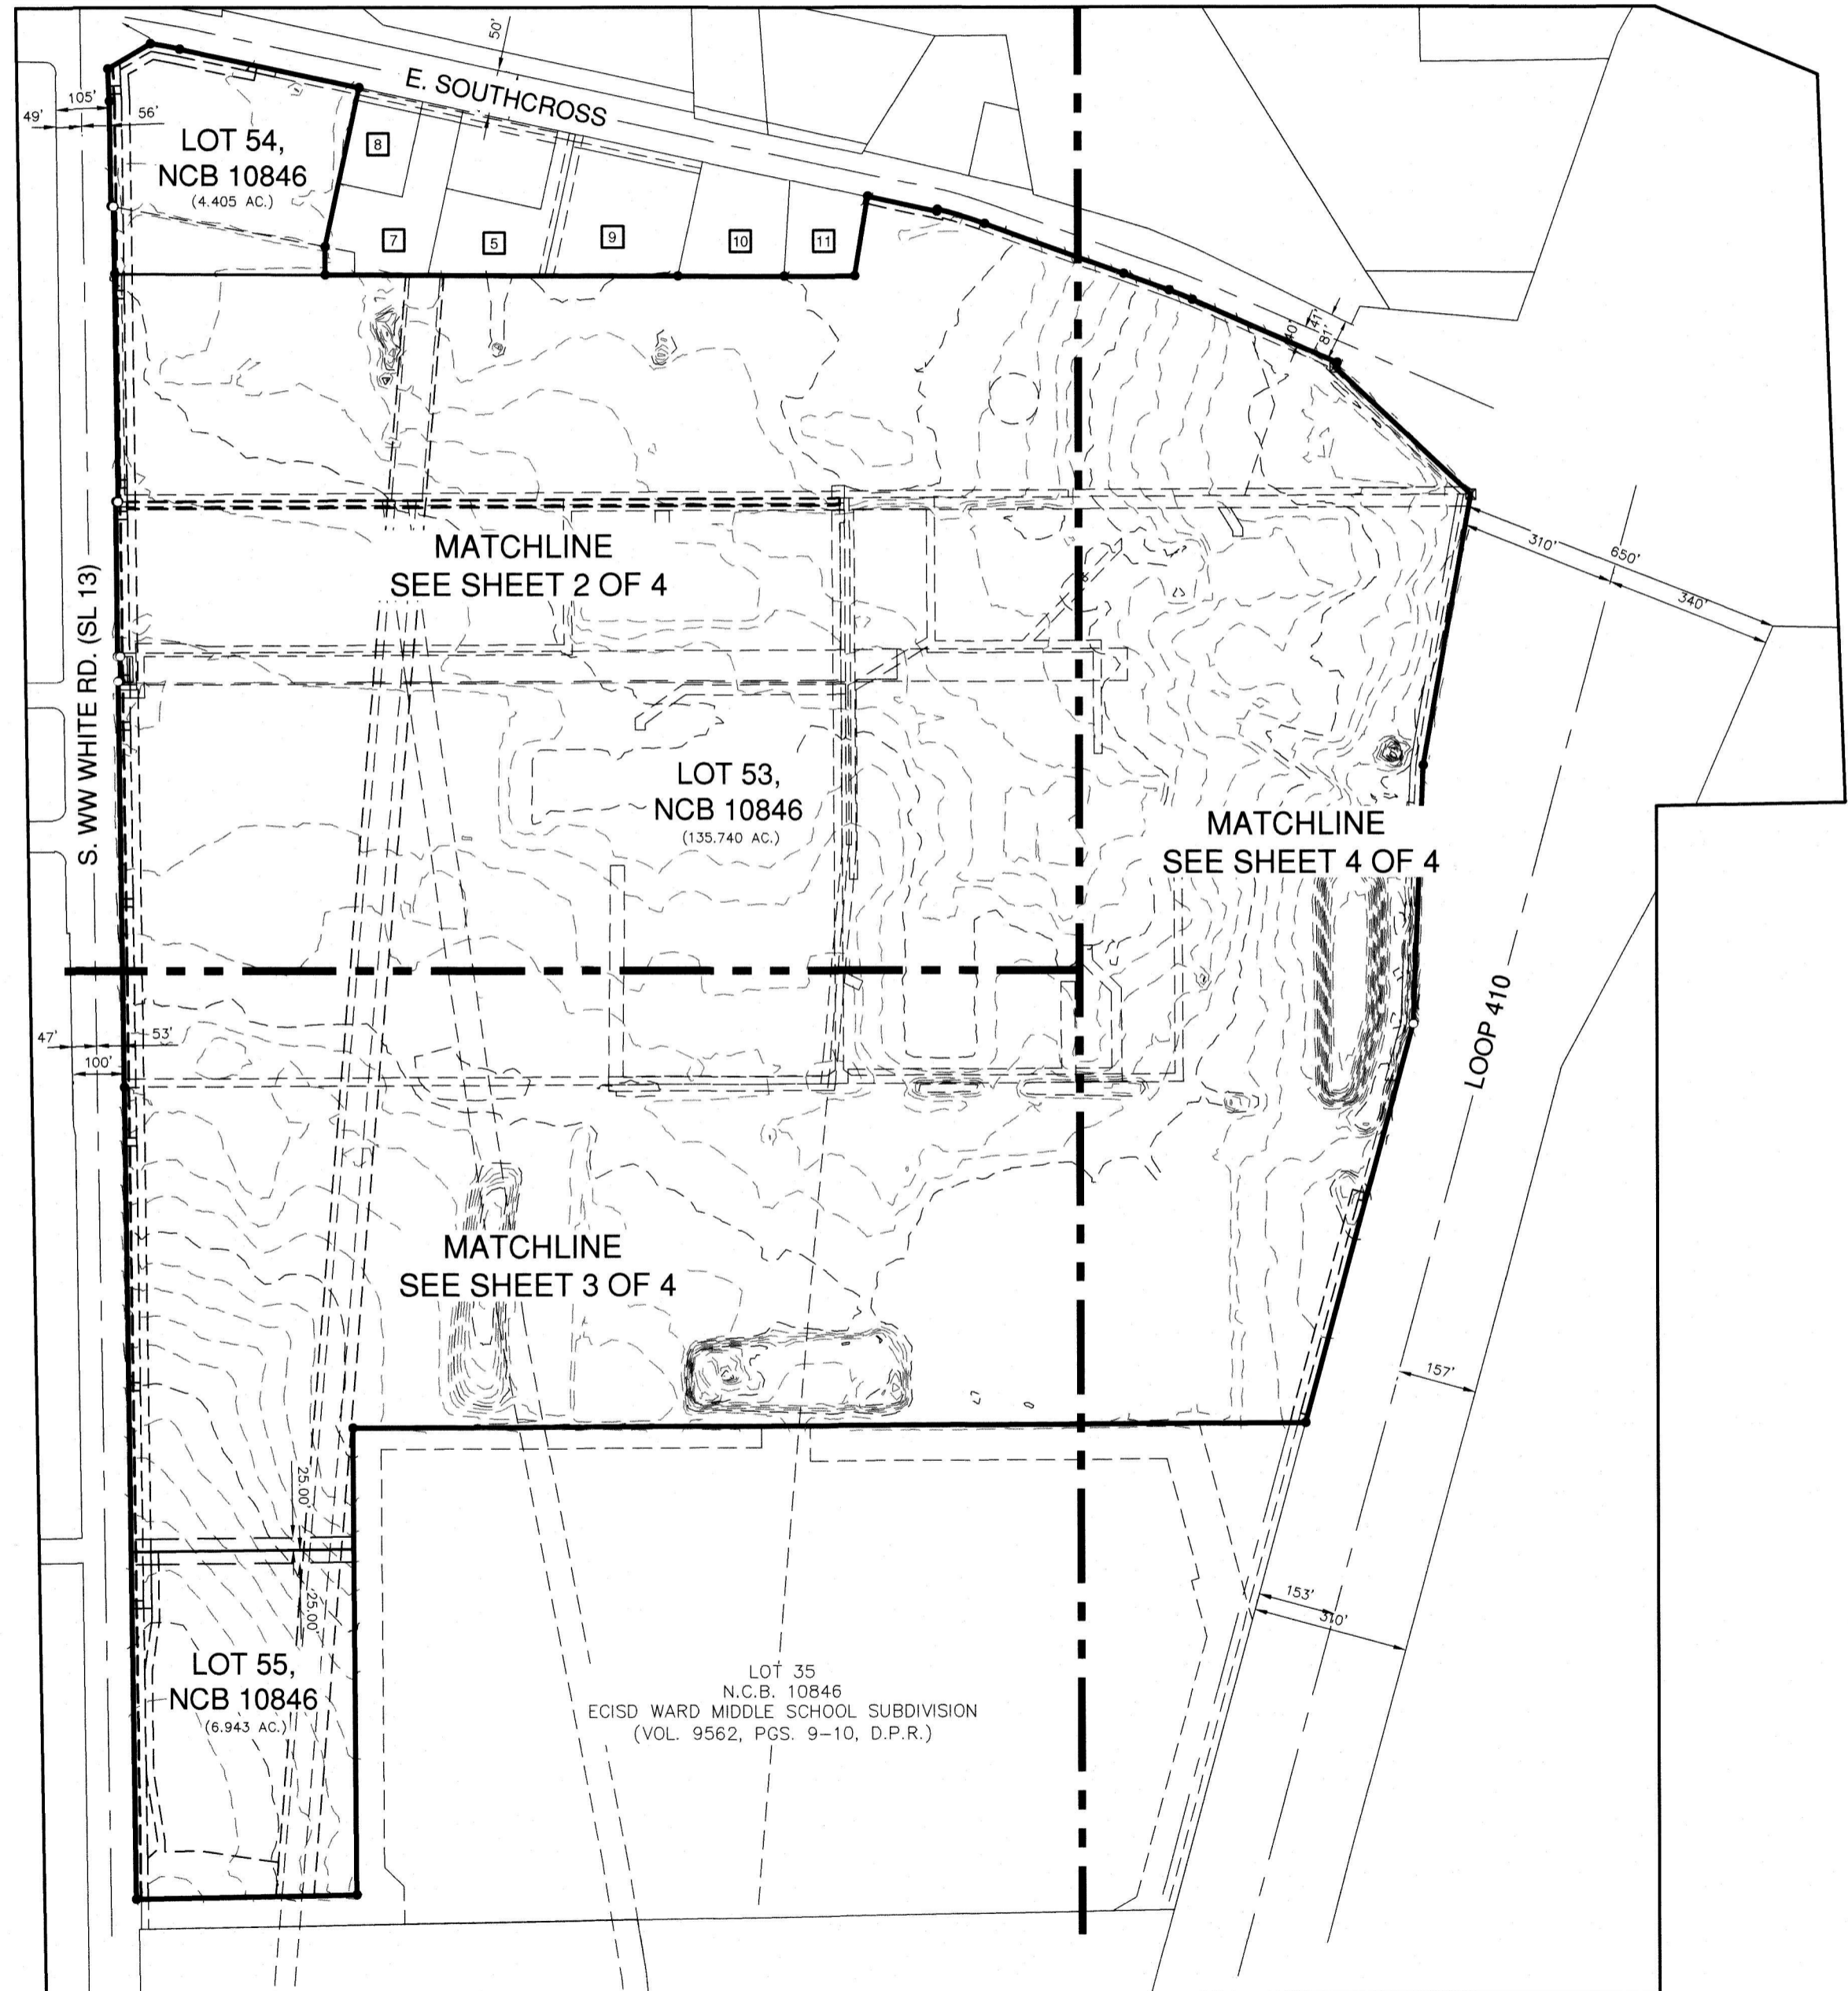 50'
E. SOUTHCROSS
105'
49'
56'
LOT 54,
NCB 10846
(4.405 AC.)
8
7
5
9
10
11
40'
41'
81'
MATCHLINE
SEE SHEET 2 OF 4
310'
650'
340'
S. WW WHITE RD. (SL 13)
LOT 53,
NCB 10846
(135.740 AC.)
MATCHLINE
SEE SHEET 4 OF 4
LOOP 410
47'
53'
100'
MATCHLINE
SEE SHEET 3 OF 4
157'
25.00'
25.00'
153'
310'
LOT 55,
NCB 10846
(6.943 AC.)
LOT 35
N.C.B. 10846
ECISD WARD MIDDLE SCHOOL SUBDIVISION
(VOL. 9562, PGS. 9-10, D.P.R.)